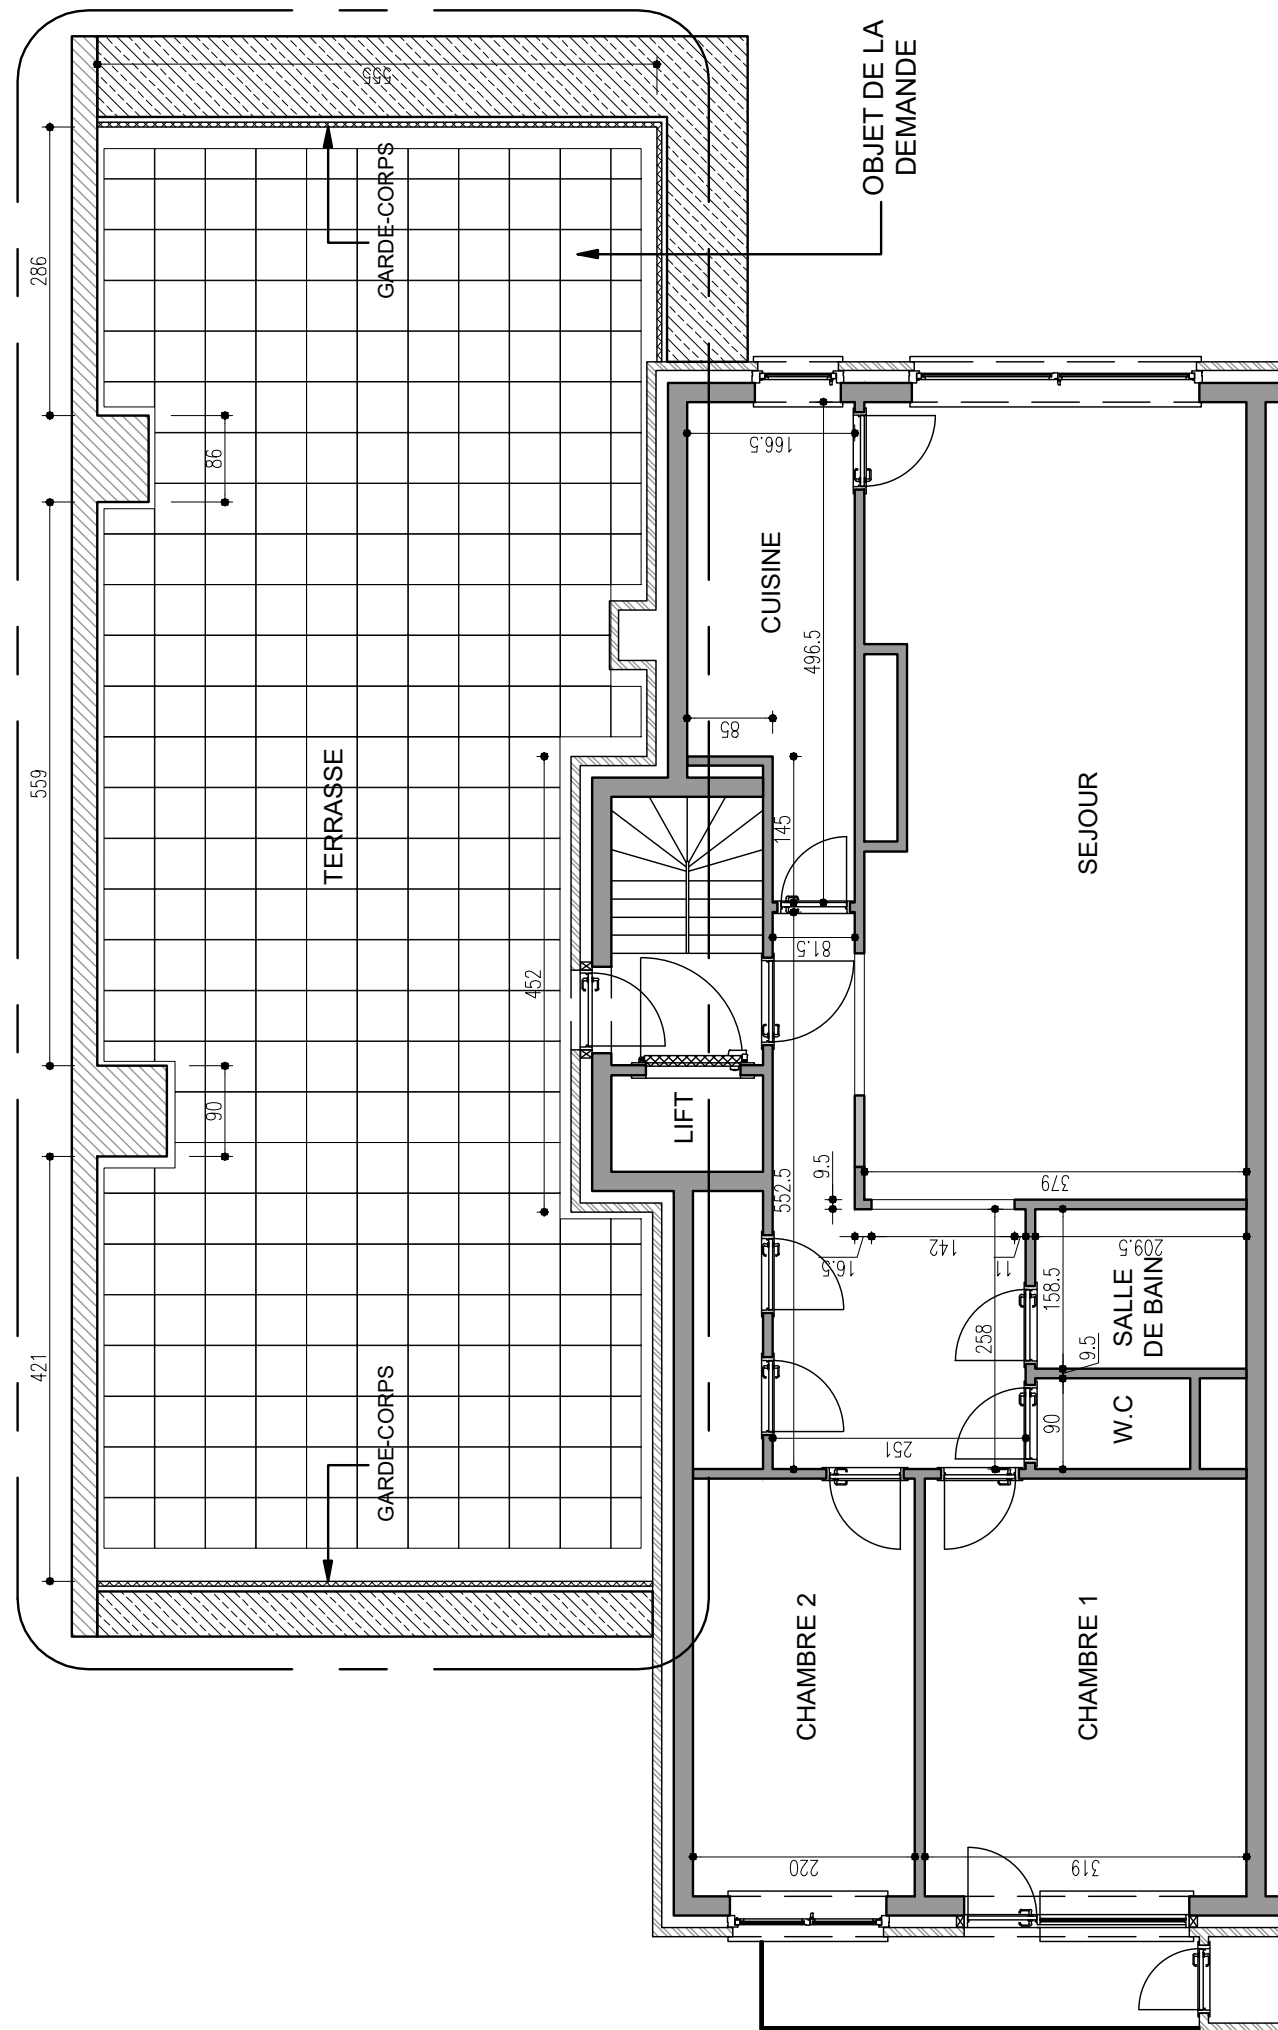 OBJET DE LA
DEMANDE
555
286
GARDE-CORPS
86
166.5
CUISINE
496.5
85
559
TERRASSE
145
SEJOUR
452
81.5
LIFT
90
552.5
9.5
379
16.5
142
11
209.5
258
158.5
SALLE
DE BAIN
9.5
421
GARDE-CORPS
251
90
W.C
CHAMBRE 2
CHAMBRE 1
220
319